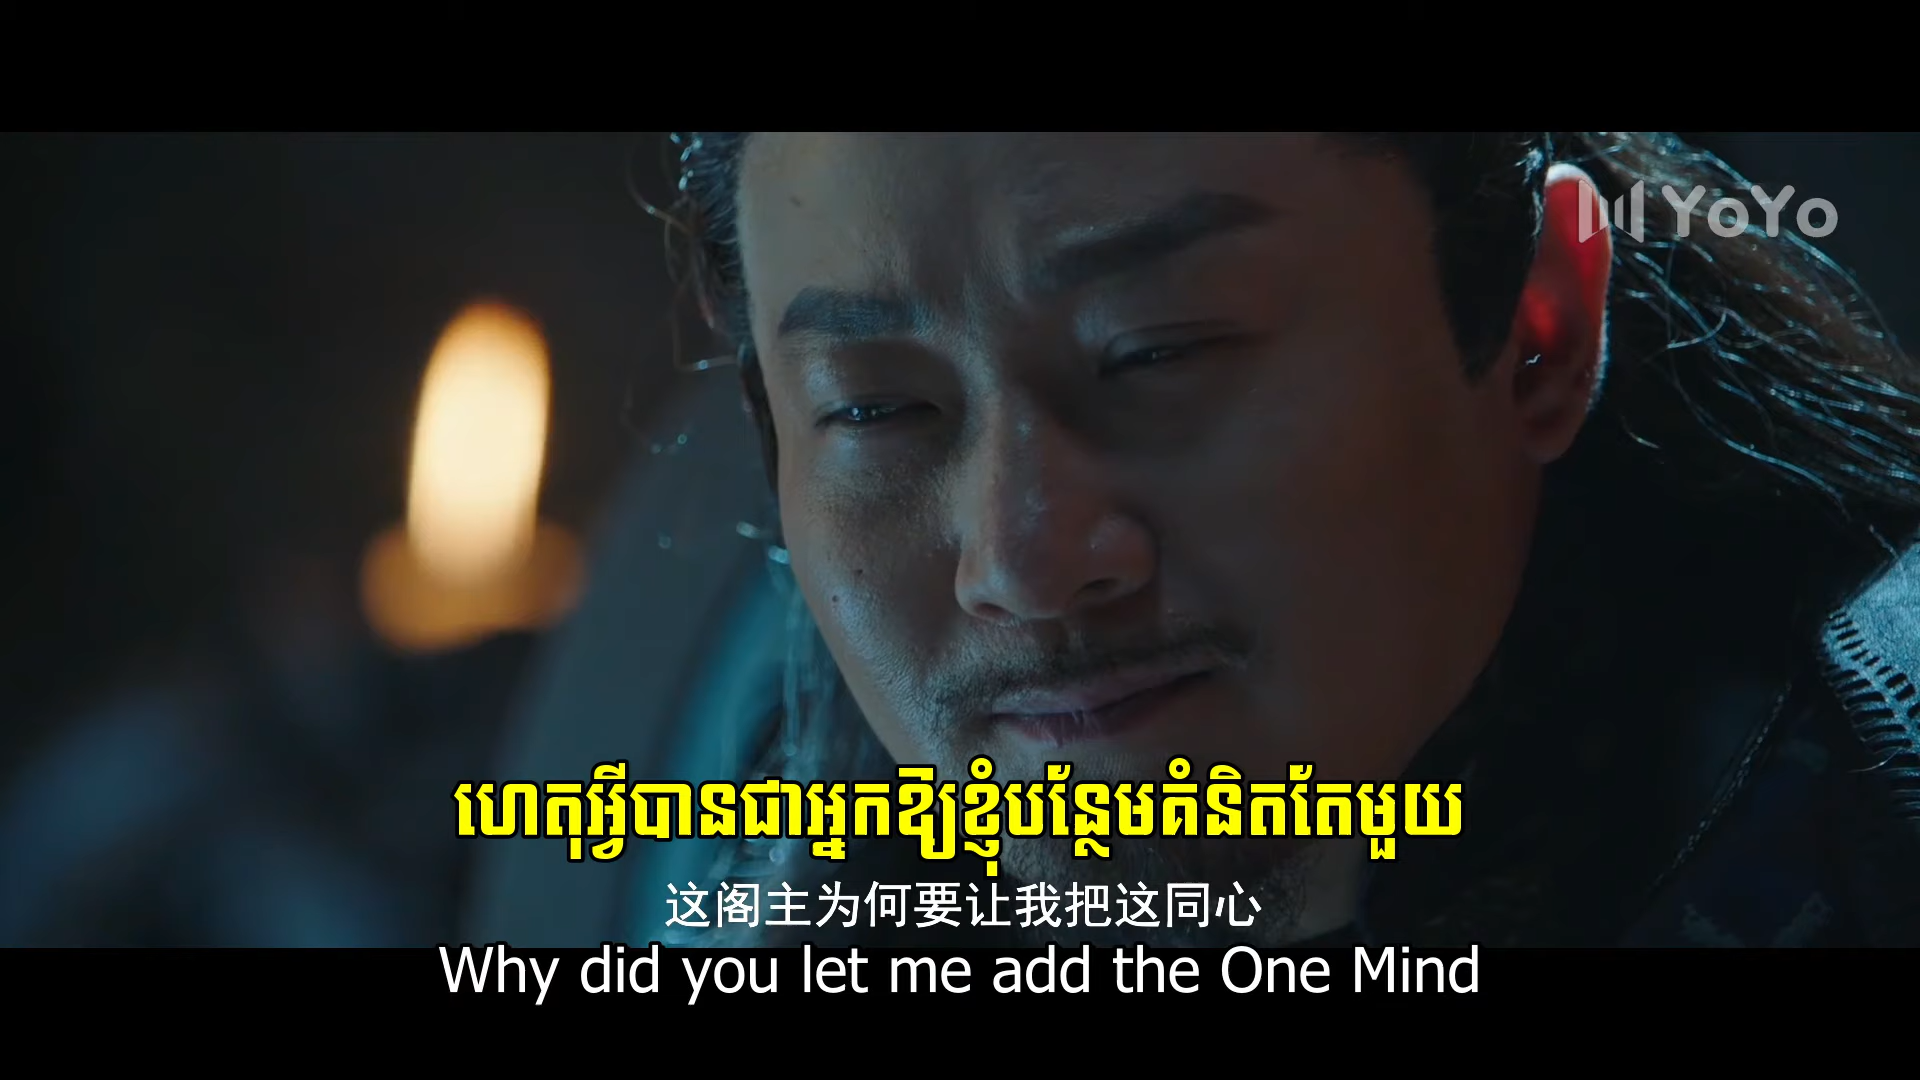 YoYo
ហេតុអ្វីបានជាអ្នកឱ្យខ្ញុំបន្ថែមគំនិតតែមួយ
这阁主为何要让我把这同心
Why did you let me add the One Mind